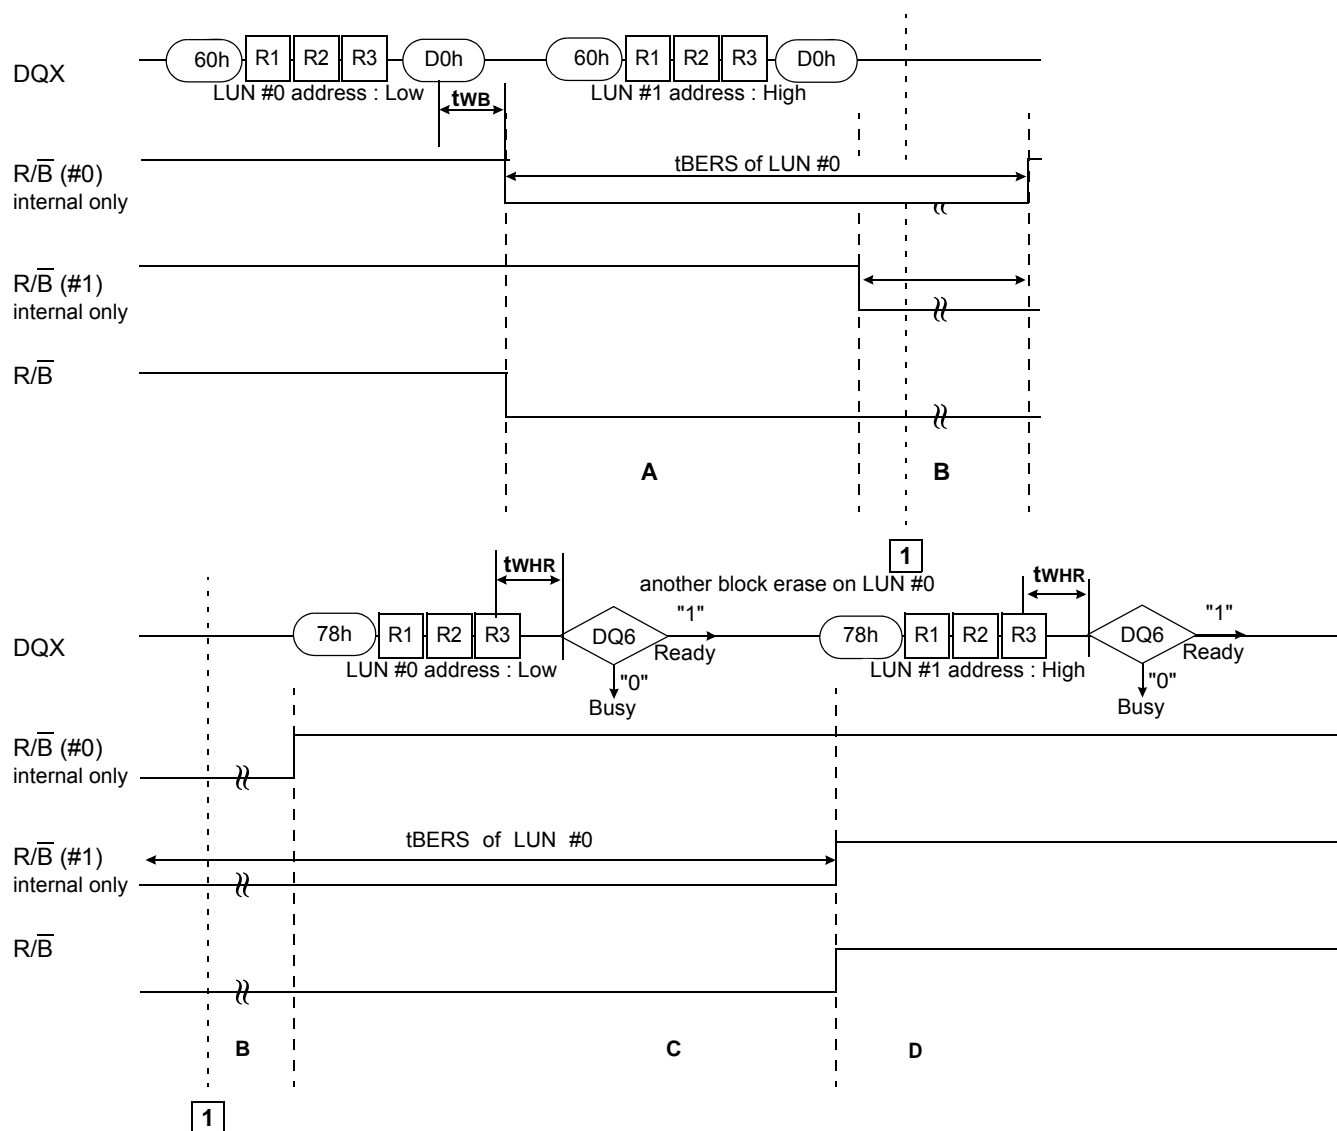 DQX 60h R1 R2 R3 D0h 60h R1 R2 R3 D0h
LUN #0 address : Low tWB LUN #1 address : High
R/B̅ (#0)
internal only
tBERS of LUN #0
R/B̅ (#1)
internal only
R/B̅
A B
1
tWHR another block erase on LUN #0 tWHR
DQX 78h R1 R2 R3 DQ6 "1" 78h R1 R2 R3 DQ6 "1"
LUN #0 address : Low Ready LUN #1 address : High Ready
"0" "0"
Busy Busy
R/B̅ (#0)
internal only
tBERS of LUN #0
R/B̅ (#1)
internal only
R/B̅
B C D
1